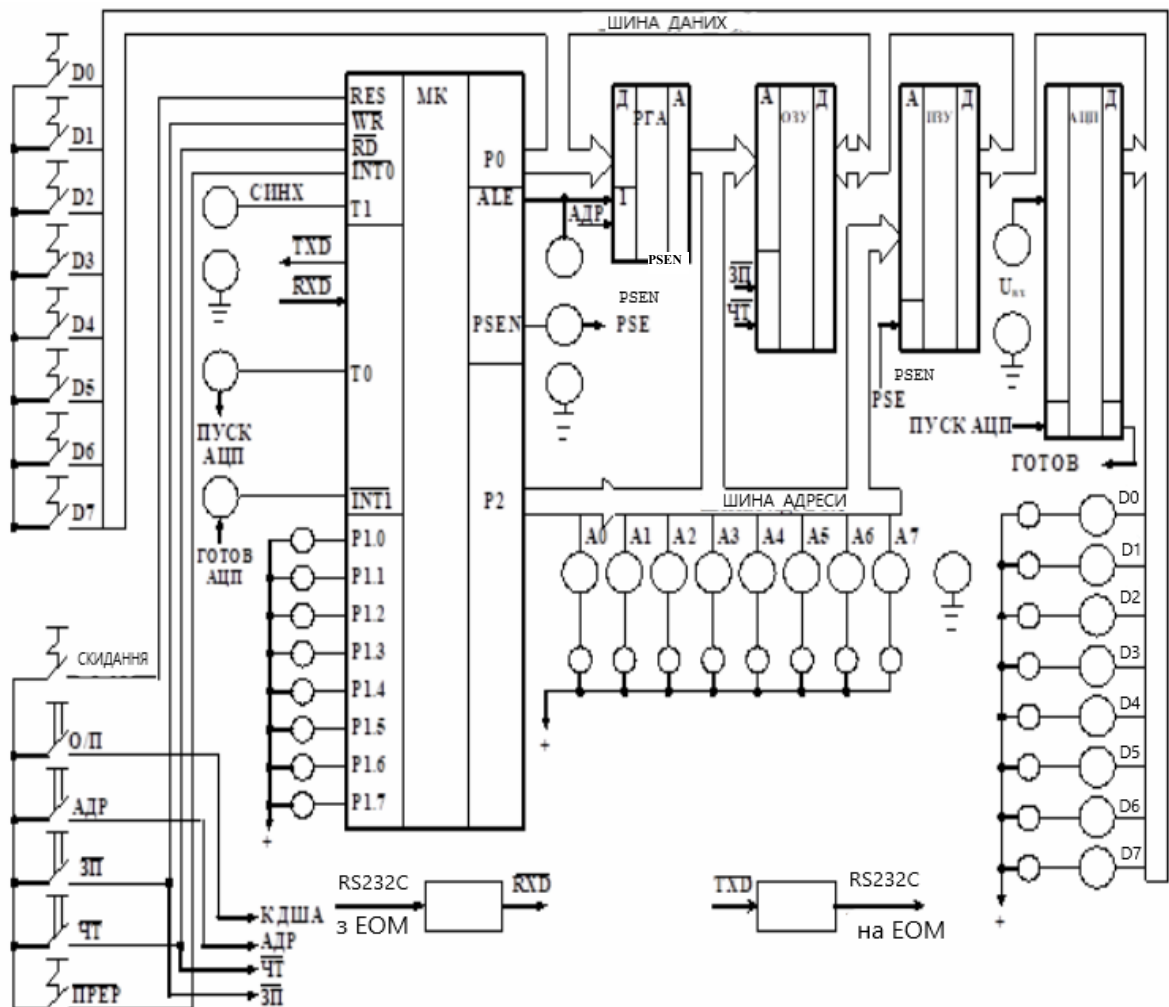 ШИНА ДАНИХ
D0
D1
D2
D3
D4
D5
D6
D7
СКИДАННЯ
О/П
АДР
ЗП
ЧТ
ПРЕР
КДША
АДР
ЧТ
ЗП
СИНХ
TXD
RXD
ПУСК
АЦП
ГОТОВ
АЦП
RES
WR
RD
INT0
T1
T0
INT1
P1.0
P1.1
P1.2
P1.3
P1.4
P1.5
P1.6
P1.7
+
МК
P0
ALE
PSEN
P2
АДР
Д
РГА
А
1
PSEN
PSEN
PSE
А
ОЗУ
Д
ЗП
ЧТ
А
ПЗУ
Д
PSEN
PSE
АЦП
Д
Uвх
ПУСК АЦП
ГОТОВ
ШИНА АДРЕСИ
A0
A1
A2
A3
A4
A5
A6
A7
+
D0
D1
D2
D3
D4
D5
D6
D7
+
RS232C
з ЕОМ
RXD
TXD
RS232C
на ЕОМ